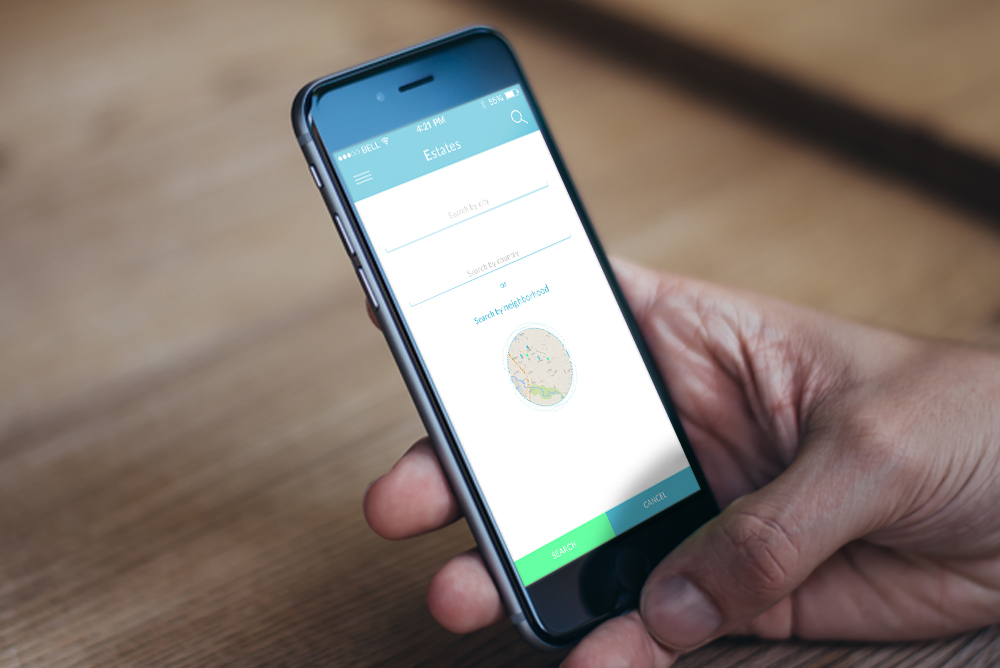 BELL 4:21 PM 55%
Estates
Search by city
Search by country
or
Search by neighborhood
SEARCH CANCEL